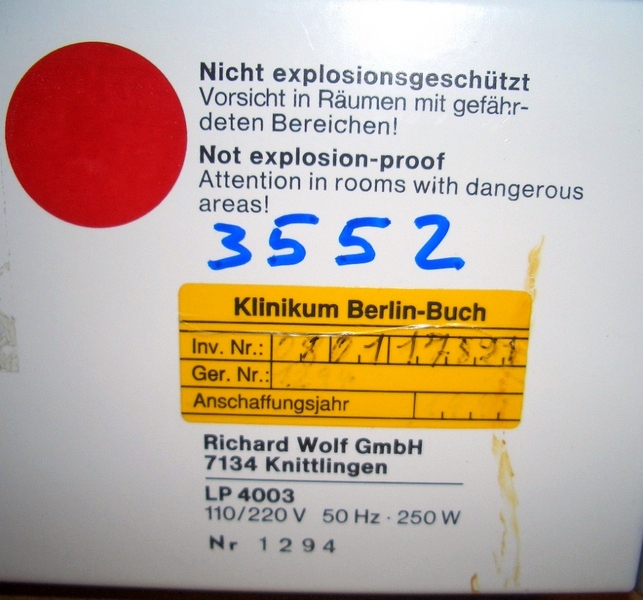 Nicht explosionsgeschützt
Vorsicht in Räumen mit gefähr-
deten Bereichen!
Not explosion-proof
Attention in rooms with dangerous
areas!
3552
Klinikum Berlin-Buch
Inv. Nr.:
Ger. Nr.:
Anschaffungsjahr
Richard Wolf GmbH
7134 Knittlingen
LP 4003
110/220 V 50 Hz · 250 W
Nr 1294